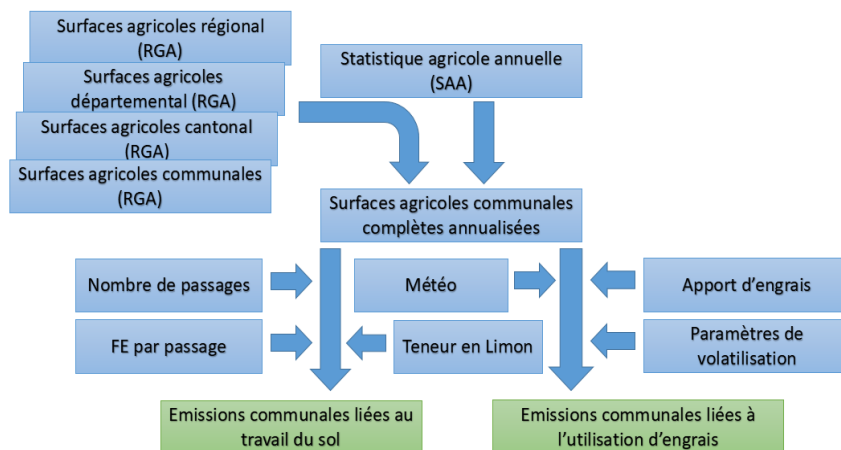 Surfaces agricoles régional
(RGA)
Surfaces agricoles
départemental (RGA)
Surfaces agricoles cantonal
(RGA)
Surfaces agricoles communales
(RGA)
Statistique agricole annuelle
(SAA)
Surfaces agricoles communales
complètes annualisées
Nombre de passages
Météo
Apport d'engrais
FE par passage
Teneur en Limon
Paramètres de
volatilisation
Emissions communales liées au
travail du sol
Emissions communales liées à
l'utilisation d'engrais